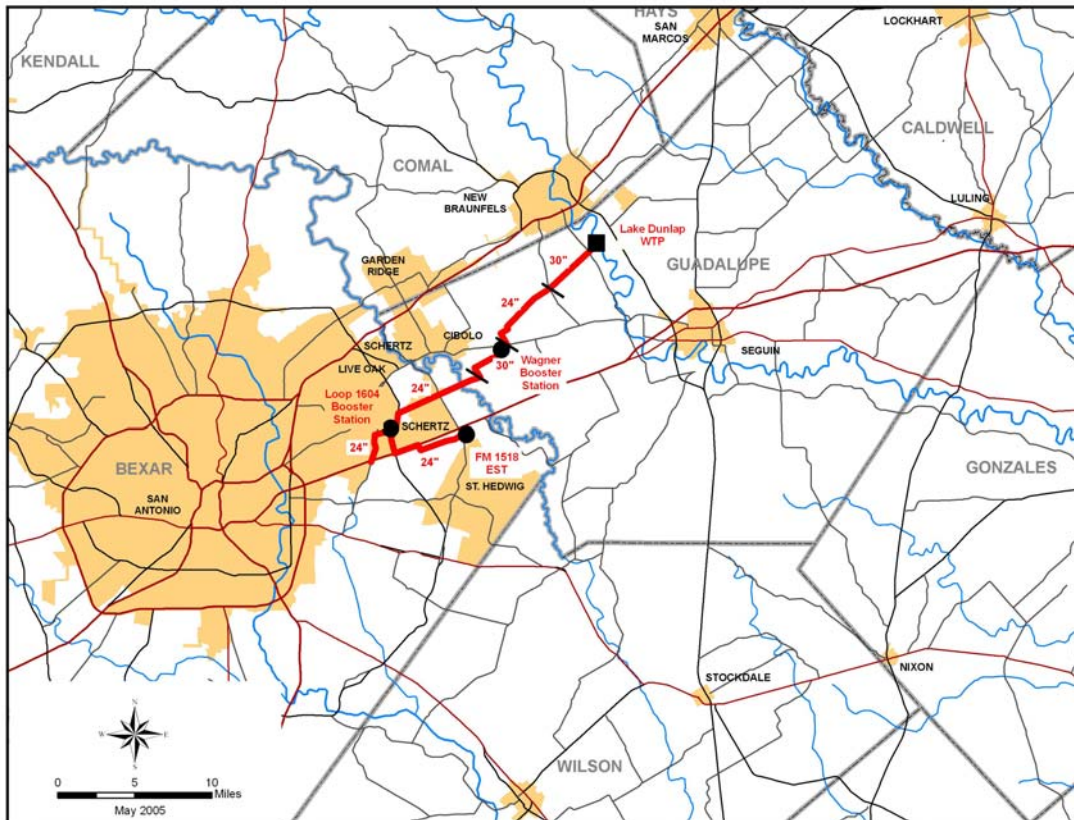 HAYS
SAN
MARCOS
LOCKHART
KENDALL
CALDWELL
COMAL
NEW
BRAUNFELS
LULING
Lake Dunlap
WTP
GARDEN
RIDGE
30"
GUADALUPE
24"
CIBOLO
SCHERTZ
SEGUIN
LIVE OAK
30"
Wagner
Booster
Station
24"
Loop 1604
Booster
Station
SCHERTZ
24"
24"
FM 1518
EST
BEXAR
GONZALES
ST. HEDWIG
SAN
ANTONIO
NIXON
STOCKDALE
N
W
E
S
WILSON
0
5
10
Miles
May 2005